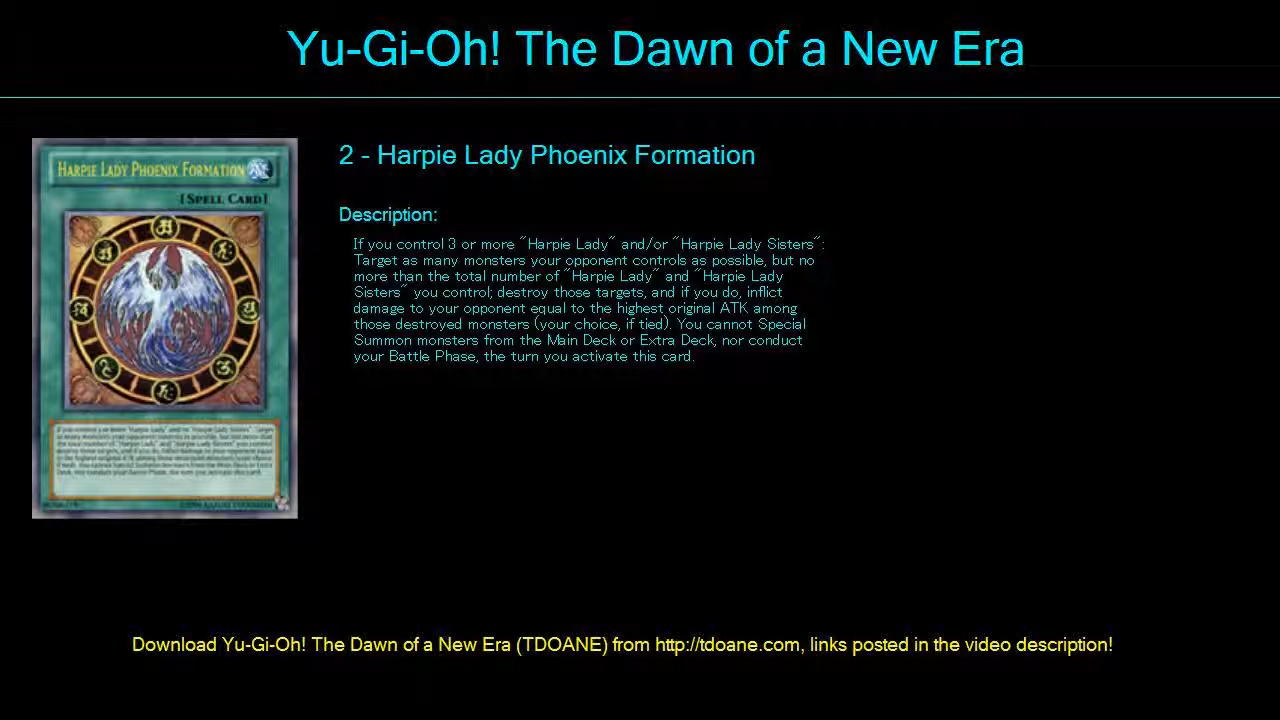 Yu-Gi-Oh! The Dawn of a New Era
HARPIE LADY PHOENIX FORMATION
[SPELL CARD]
2 - Harpie Lady Phoenix Formation
Description:
If you control 3 or more "Harpie Lady" and/or "Harpie Lady Sisters":
Target as many monsters your opponent controls as possible, but no
more than the total number of "Harpie Lady" and "Harpie Lady
Sisters" you control; destroy those targets, and if you do, inflict
damage to your opponent equal to the highest original ATK among
those destroyed monsters (your choice, if tied). You cannot Special
Summon monsters from the Main Deck or Extra Deck, nor conduct
your Battle Phase, the turn you activate this card.
Download Yu-Gi-Oh! The Dawn of a New Era (TDOANE) from http://tdoane.com, links posted in the video description!